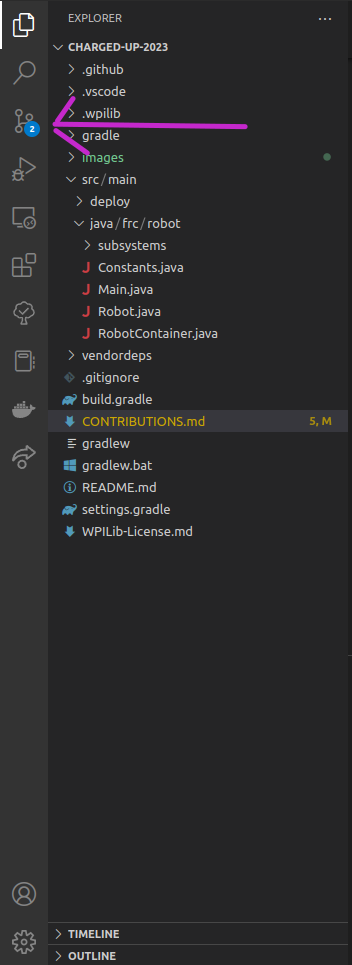 EXPLORER
CHARGED-UP-2023
.github
.vscode
.wpilib
2
gradle
images
src/main
deploy
java/frc/robot
subsystems
Constants.java
Main.java
Robot.java
RobotContainer.java
vendordeps
.gitignore
build.gradle
CONTRIBUTIONS.md 5, M
gradlew
gradlew.bat
README.md
settings.gradle
WPILib-License.md
TIMELINE
OUTLINE